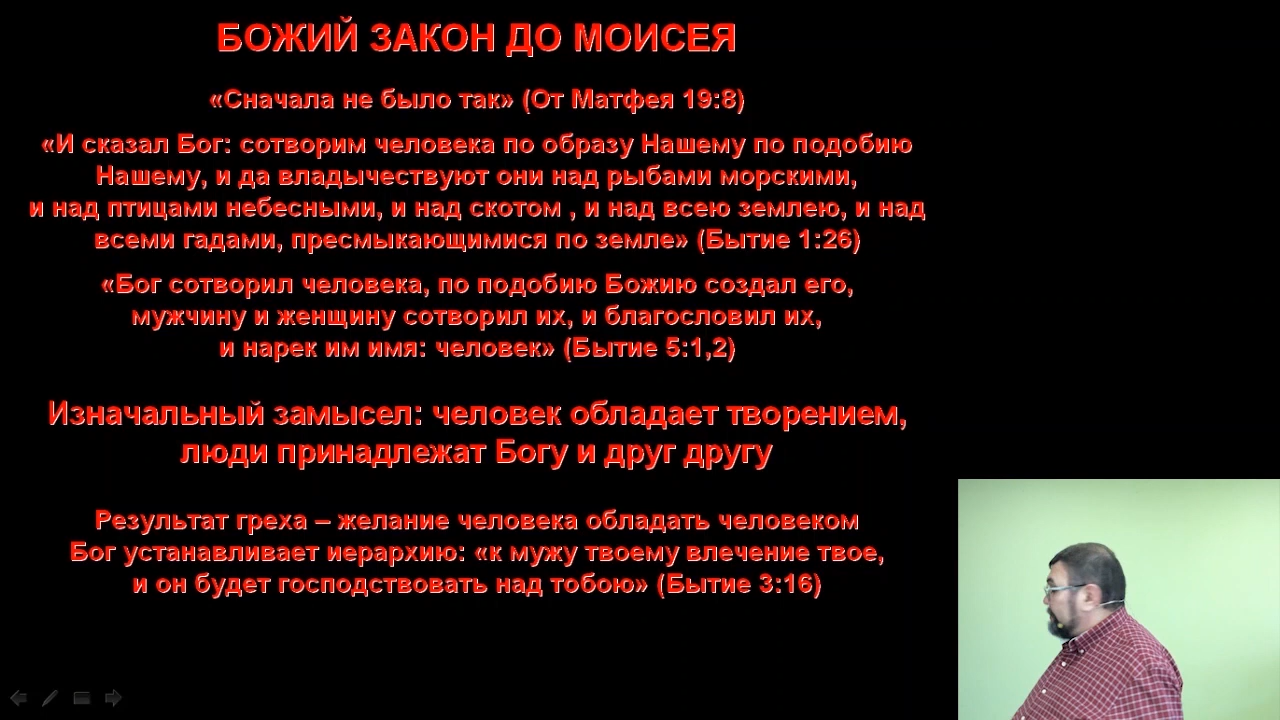 БОЖИЙ ЗАКОН ДО МОИСЕЯ
«Сначала не было так» (От Матфея 19:8)
«И сказал Бог: сотворим человека по образу Нашему по подобию
Нашему, и да владычествуют они над рыбами морскими,
и над птицами небесными, и над скотом , и над всею землею, и над
всеми гадами, пресмыкающимися по земле» (Бытие 1:26)
«Бог сотворил человека, по подобию Божию создал его,
мужчину и женщину сотворил их, и благословил их,
и нарек им имя: человек» (Бытие 5:1,2)
Изначальный замысел: человек обладает творением,
люди принадлежат Богу и друг другу
Результат греха – желание человека обладать человеком
Бог устанавливает иерархию: «к мужу твоему влечение твое,
и он будет господствовать над тобою» (Бытие 3:16)